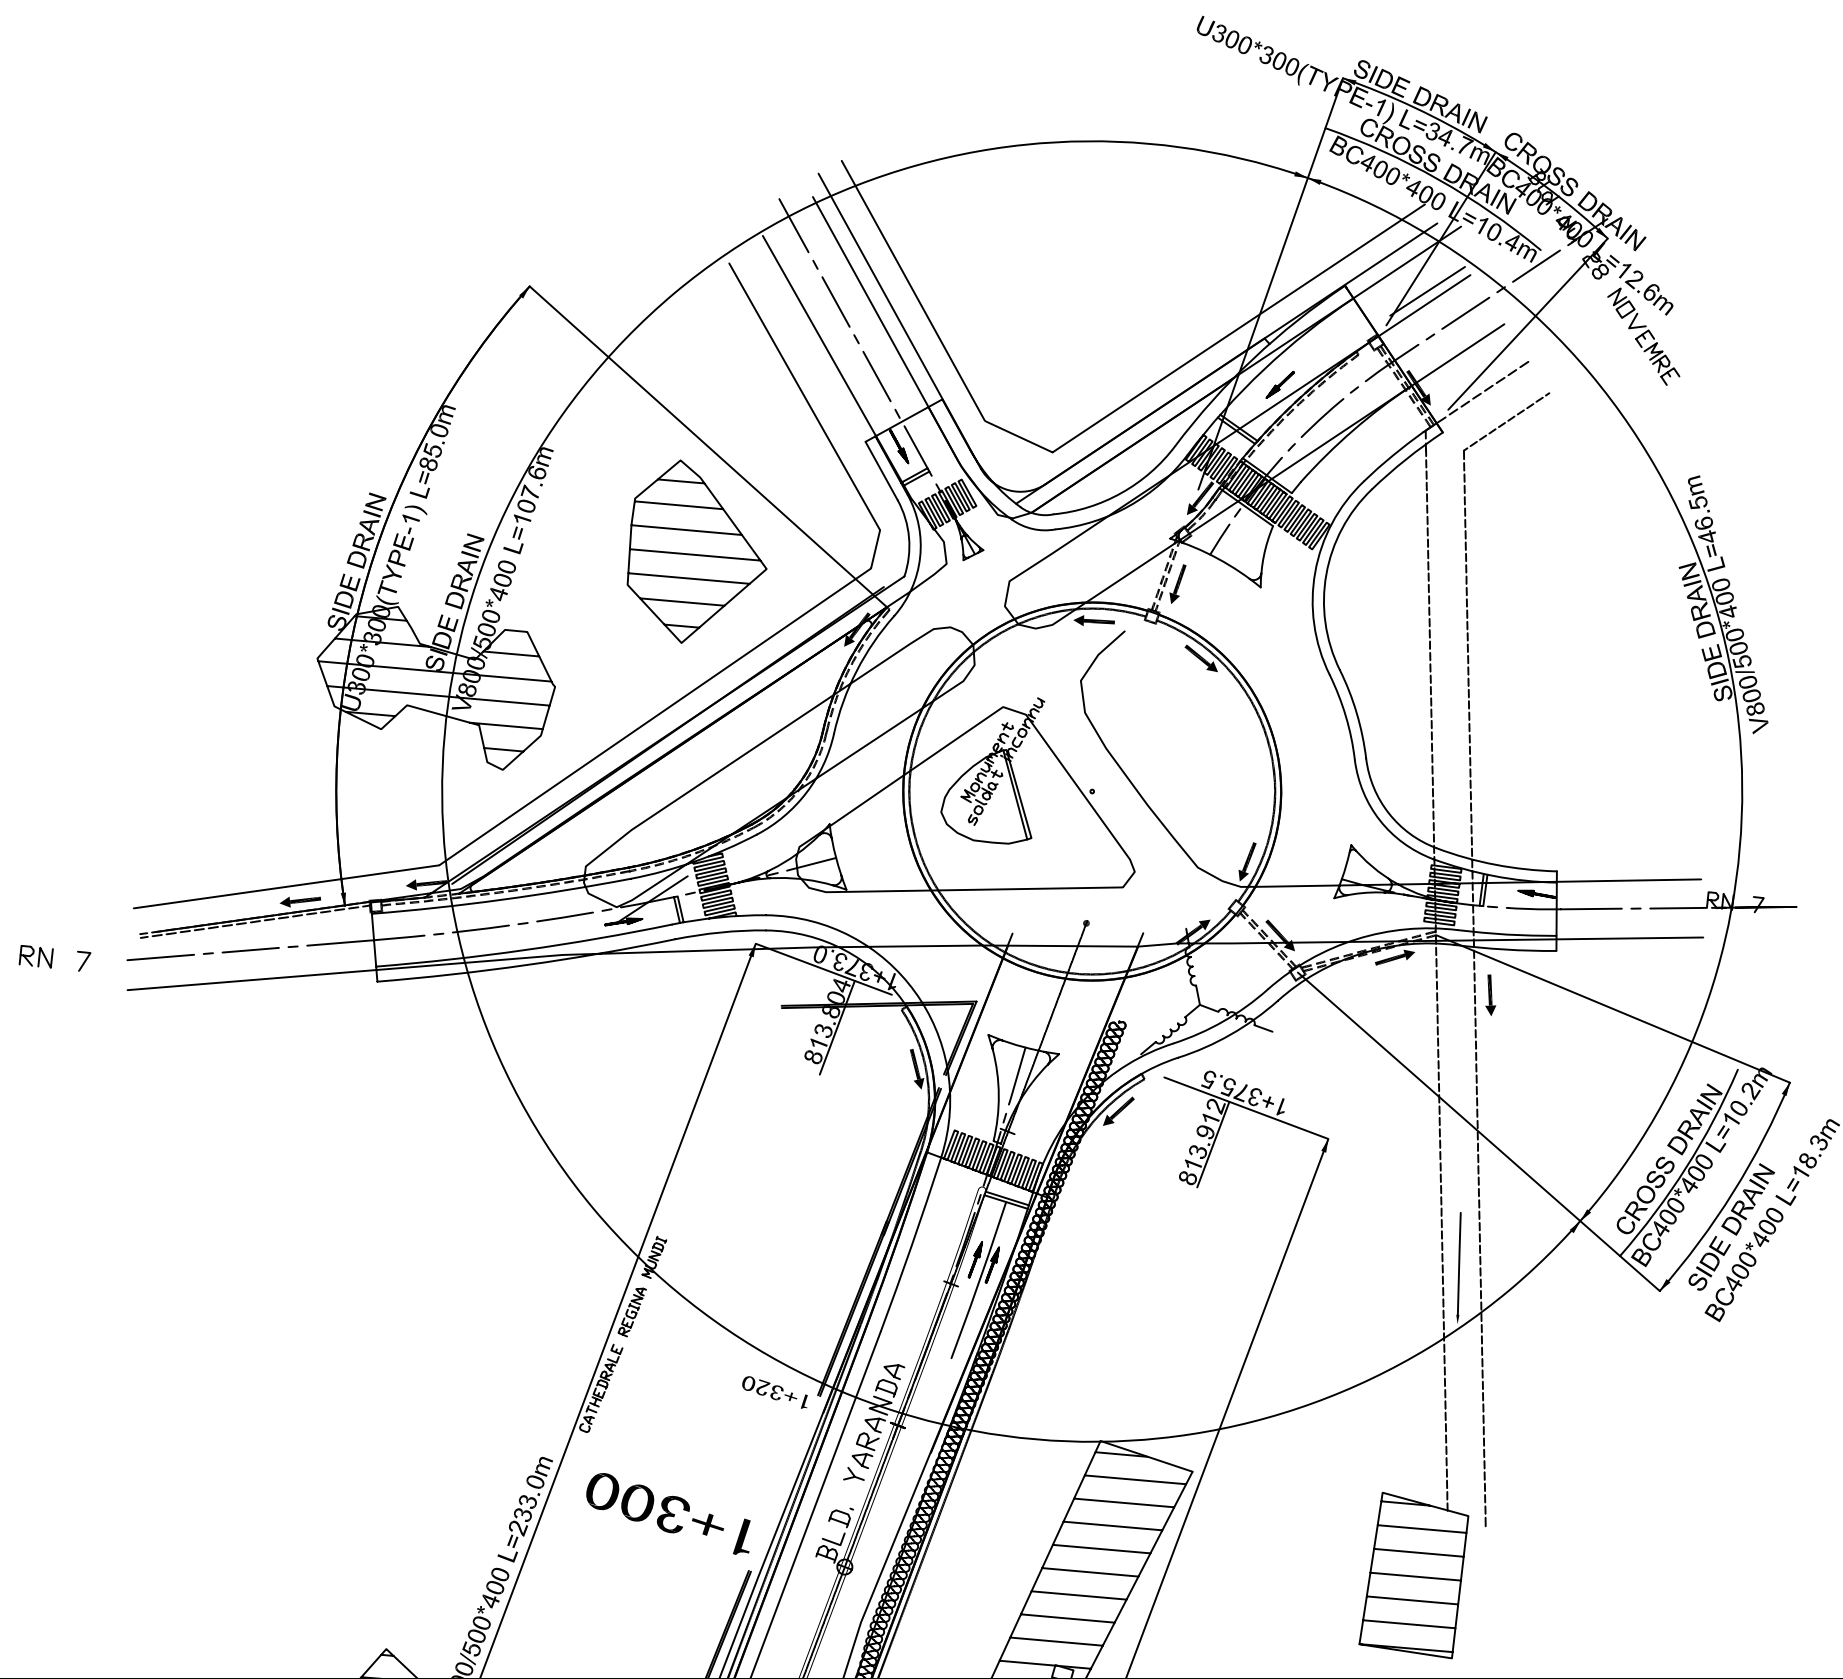 U300*300(TYPE-1) L=34.7m
SIDE DRAIN
CROSS DRAIN
BC400*400 L=10.4m
CROSS DRAIN
BC400*400 L=12.6m
28 NOVEMRE
SIDE DRAIN
U300*300(TYPE-1) L=85.0m
SIDE DRAIN
V800/500*400 L=107.6m
SIDE DRAIN
V800/500*400 L=46.5m
Monument
soldat inconnu
RN 7
RN 7
1+373.0
813.804
1+375.5
813.912
CROSS DRAIN
BC400*400 L=10.2m
SIDE DRAIN
BC400*400 L=18.3m
CATHEDRALE REGINA MUNDI
1+320
BLD. YARANDA
1+300
00/500*400 L=233.0m